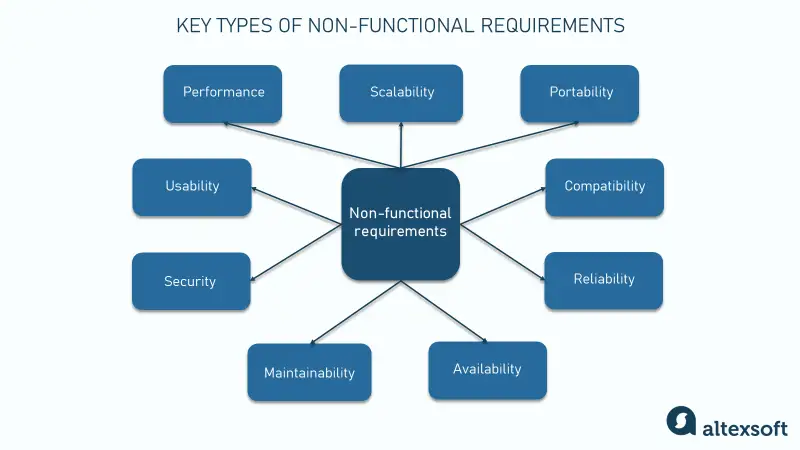 KEY TYPES OF NON-FUNCTIONAL REQUIREMENTS
Performance
Scalability
Portability
Usability
Compatibility
Non-functional
requirements
Security
Reliability
Maintainability
Availability
altexsoft